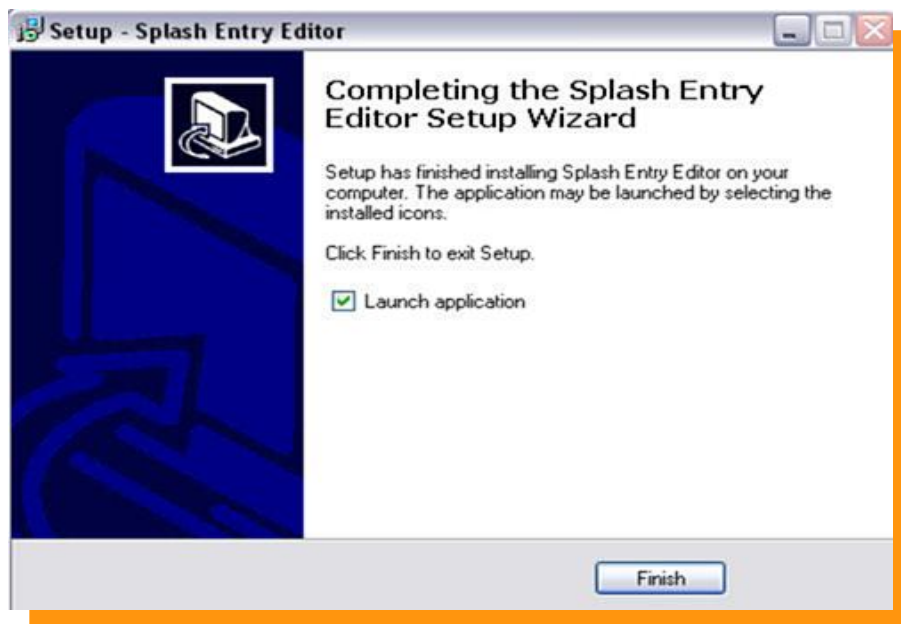 Setup - Splash Entry Editor
Completing the Splash Entry
Editor Setup Wizard
Setup has finished installing Splash Entry Editor on your
computer. The application may be launched by selecting the
installed icons.
Click Finish to exit Setup.
Launch application
Finish